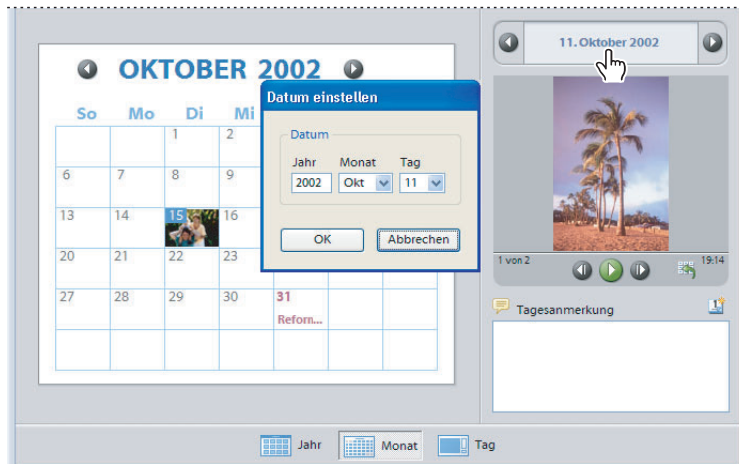 OKTOBER 2002
So Mo Di Mi
1 2
6 7 8 9
13 14 15 16
20 21 22 23
27 28 29 30 31
Reform...
Datum einstellen
Datum
Jahr Monat Tag
2002 Okt 11
OK Abbrechen
11. Oktober 2002
1 von 2 19:14
Tagesanmerkung
Jahr Monat Tag